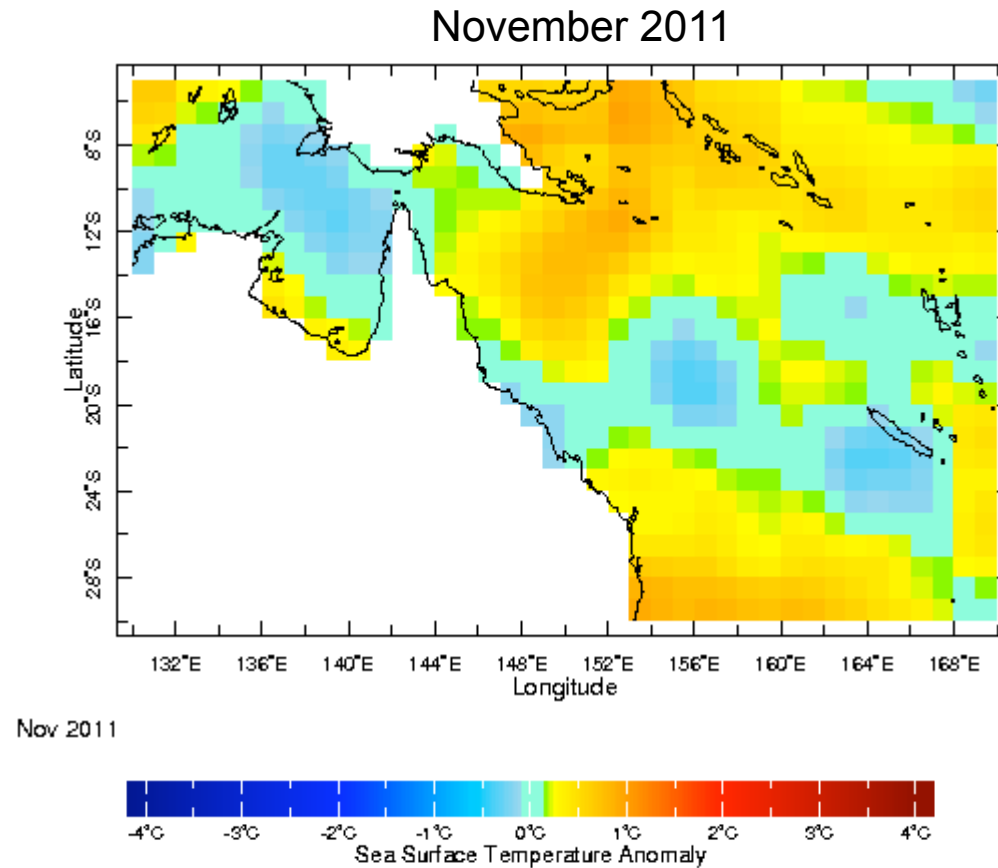 November 2011
8°S
12°S
16°S
20°S
24°S
28°S
Latitude
132°E 136°E 140°E 144°E 148°E 152°E 156°E 160°E 164°E 168°E
Longitude
Nov 2011
-4°C -3°C -2°C -1°C 0°C 1°C 2°C 3°C 4°C
Sea Surface Temperature Anomaly